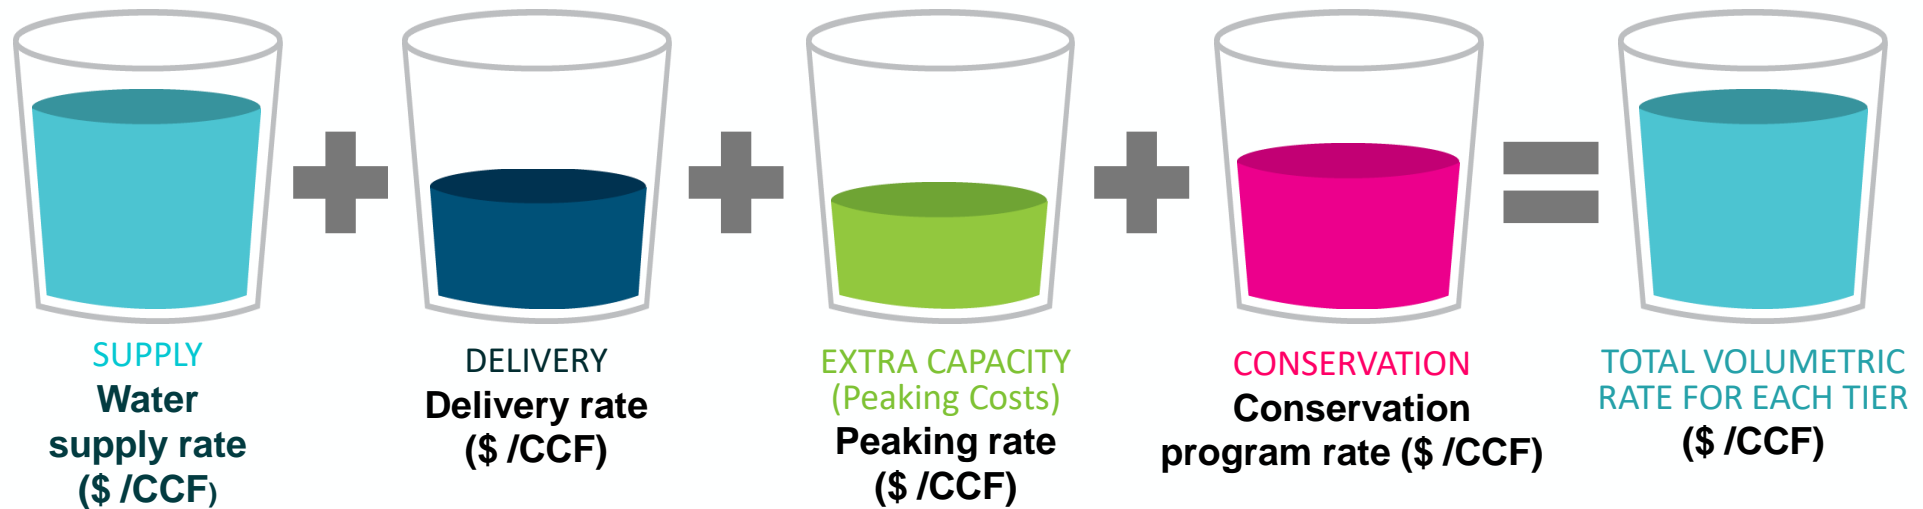 SUPPLY
Water
supply rate
($ /CCF)
DELIVERY
Delivery rate
($ /CCF)
EXTRA CAPACITY
(Peaking Costs)
Peaking rate
($ /CCF)
CONSERVATION
Conservation
program rate ($ /CCF)
TOTAL VOLUMETRIC
RATE FOR EACH TIER
($ /CCF)